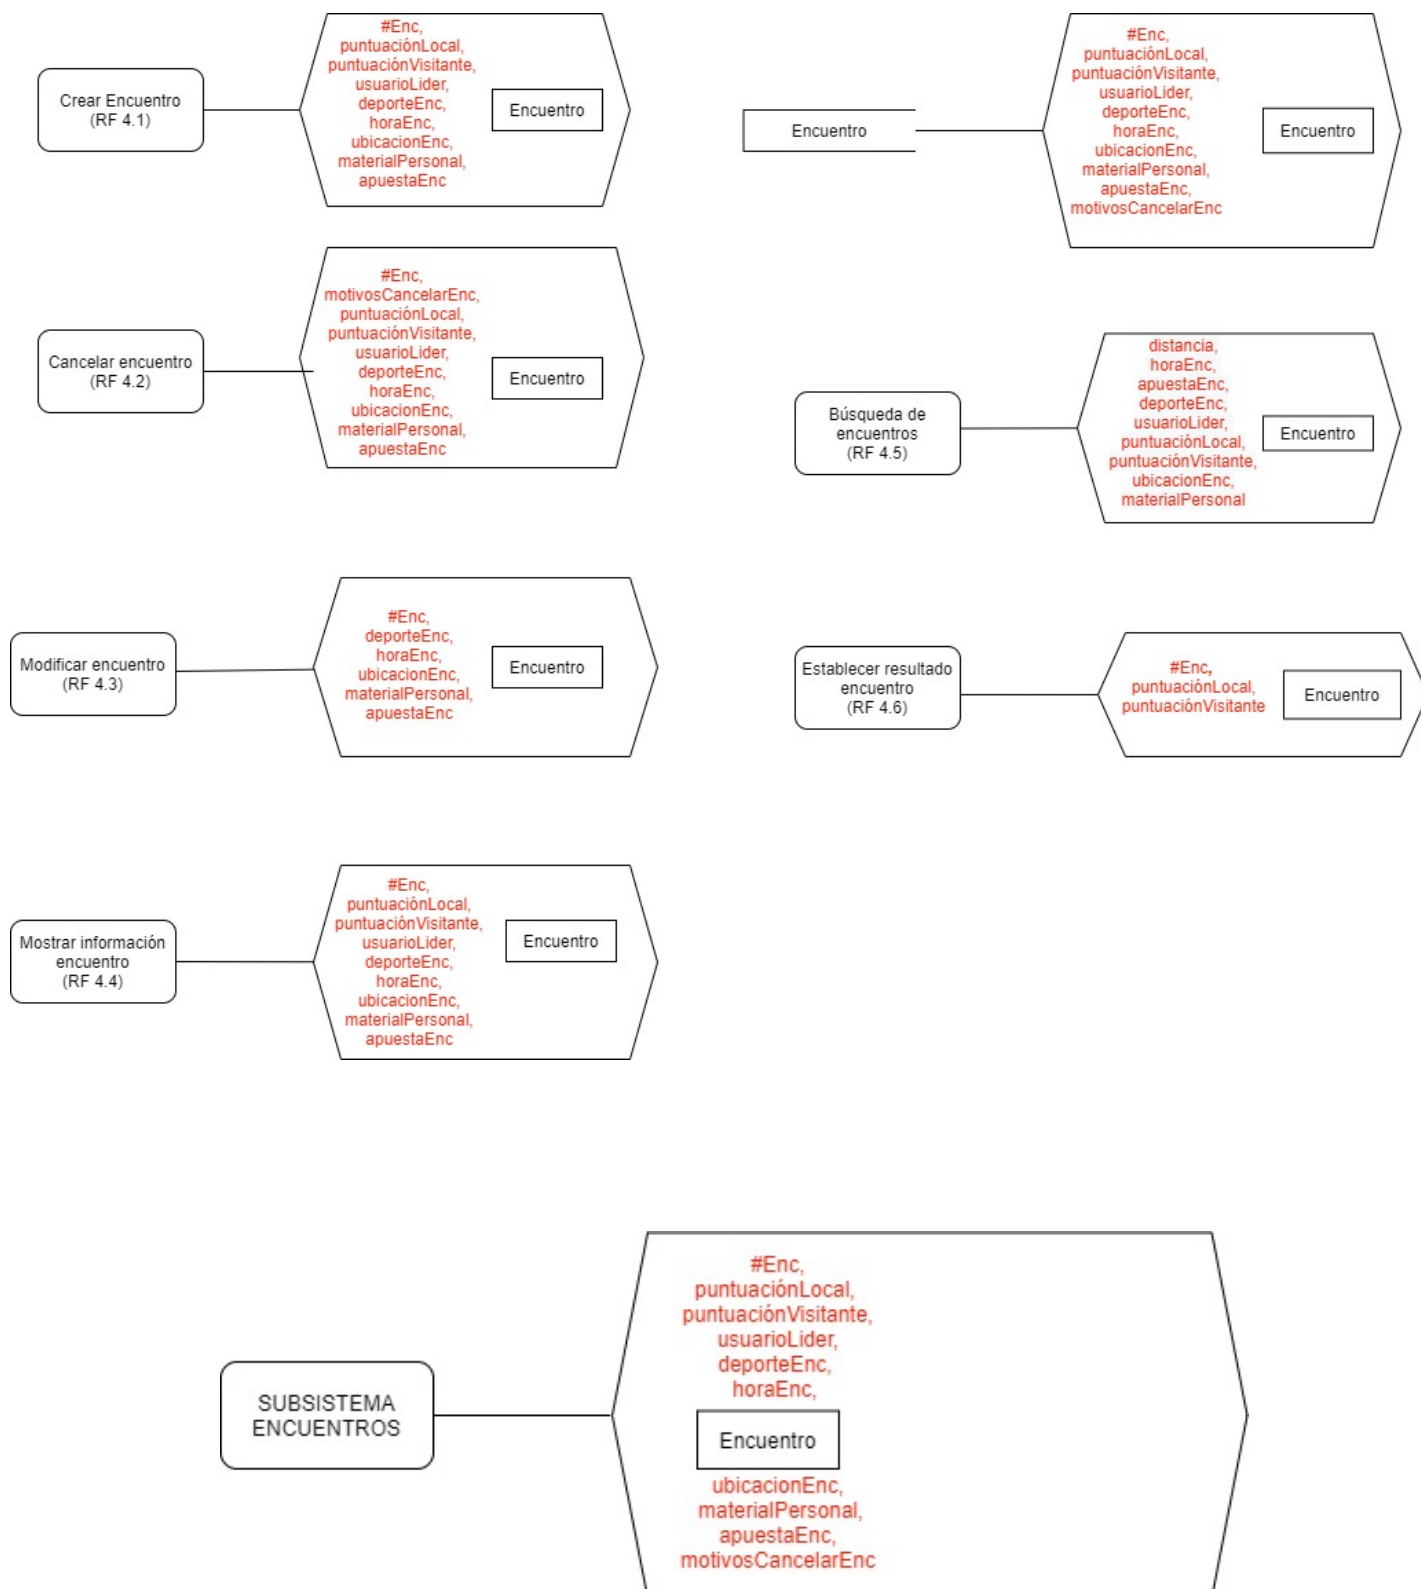 Crear Encuentro
(RF 4.1)
#Enc,
puntuaciónLocal,
puntuaciónVisitante,
usuarioLider,
deporteEnc,
horaEnc,
ubicacionEnc,
materialPersonal,
apuestaEnc
Encuentro
Encuentro
#Enc,
puntuaciónLocal,
puntuaciónVisitante,
usuarioLider,
deporteEnc,
horaEnc,
ubicacionEnc,
materialPersonal,
apuestaEnc,
motivosCancelarEnc
Encuentro
Cancelar encuentro
(RF 4.2)
#Enc,
motivosCancelarEnc,
puntuaciónLocal,
puntuaciónVisitante,
usuarioLider,
deporteEnc,
horaEnc,
ubicacionEnc,
materialPersonal,
apuestaEnc
Encuentro
Búsqueda de
encuentros
(RF 4.5)
distancia,
horaEnc,
apuestaEnc,
deporteEnc,
usuarioLider,
puntuaciónLocal,
puntuaciónVisitante,
ubicacionEnc,
materialPersonal
Encuentro
Modificar encuentro
(RF 4.3)
#Enc,
deporteEnc,
horaEnc,
ubicacionEnc,
materialPersonal,
apuestaEnc
Encuentro
Establecer resultado
encuentro
(RF 4.6)
#Enc,
puntuaciónLocal,
puntuaciónVisitante
Encuentro
Mostrar información
encuentro
(RF 4.4)
#Enc,
puntuaciónLocal,
puntuaciónVisitante,
usuarioLider,
deporteEnc,
horaEnc,
ubicacionEnc,
materialPersonal,
apuestaEnc
Encuentro
SUBSISTEMA
ENCUENTROS
#Enc,
puntuaciónLocal,
puntuaciónVisitante,
usuarioLider,
deporteEnc,
horaEnc,
Encuentro
ubicacionEnc,
materialPersonal,
apuestaEnc,
motivosCancelarEnc